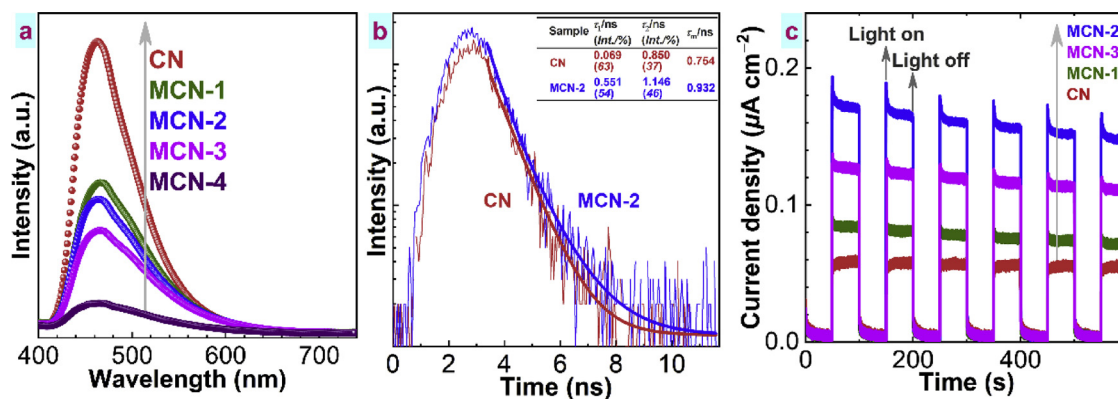 a
CN
MCN-1
MCN-2
MCN-3
MCN-4
Intensity (a.u.)
400 500 600 700
Wavelength (nm)
b
Sample τ₁/ns (Int./%) τ₂/ns (Int./%) τₘ/ns
CN 0.069 (63) 0.850 (37) 0.754
MCN-2 0.551 (54) 1.146 (46) 0.932
CN MCN-2
Intensity (a.u.)
0 2 4 6 8 10
Time (ns)
c
MCN-2
MCN-3
MCN-1
CN
Light on
Light off
Current density (μA cm⁻²)
0.2
0.1
0.0
0 200 400
Time (s)